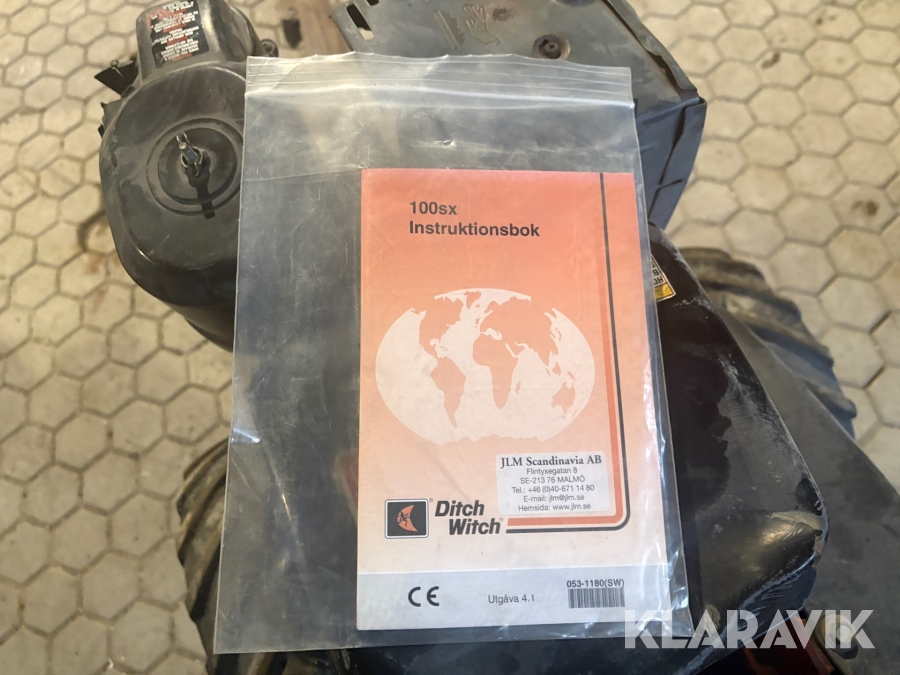 100sx
Instruktionsbok
JLM Scandinavia AB
Flintyxegatan 8
SE-213 76 MALMÖ
Tel.: +46 (0)40-671 14 80
E-mail: jlm@jlm.se
Hemsida: www.jlm.se
Ditch
Witch®
CE
Utgåva 4.1
053-1180(SW)
KLARAVIK